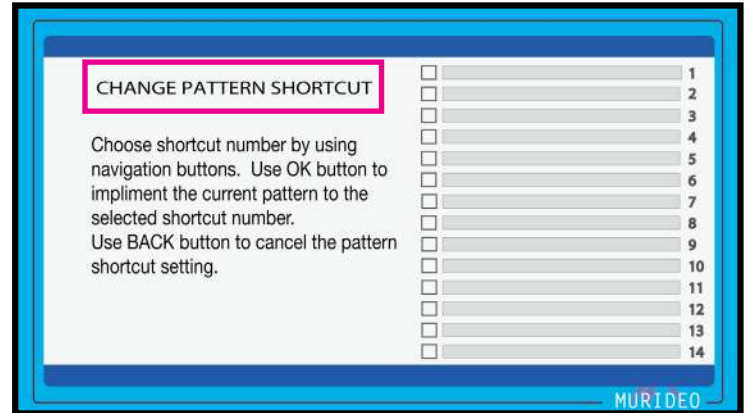 CHANGE PATTERN SHORTCUT
Choose shortcut number by using
navigation buttons. Use OK button to
impliment the current pattern to the
selected shortcut number.
Use BACK button to cancel the pattern
shortcut setting.
1
2
3
4
5
6
7
8
9
10
11
12
13
14
MURIDEO